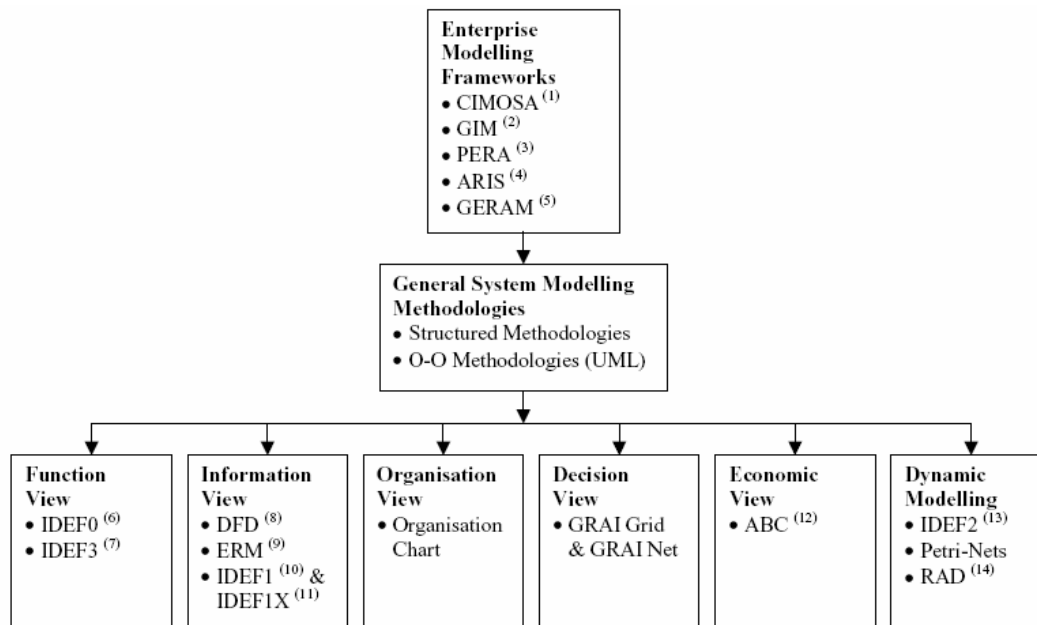 Enterprise
Modelling
Frameworks
• CIMOSA (1)
• GIM (2)
• PERA (3)
• ARIS (4)
• GERAM (5)
General System Modelling
Methodologies
• Structured Methodologies
• O-O Methodologies (UML)
Function
View
• IDEF0 (6)
• IDEF3 (7)
Information
View
• DFD (8)
• ERM (9)
• IDEF1 (10) &
IDEF1X (11)
Organisation
View
• Organisation
Chart
Decision
View
• GRAI Grid
& GRAI Net
Economic
View
• ABC (12)
Dynamic
Modelling
• IDEF2 (13)
• Petri-Nets
• RAD (14)